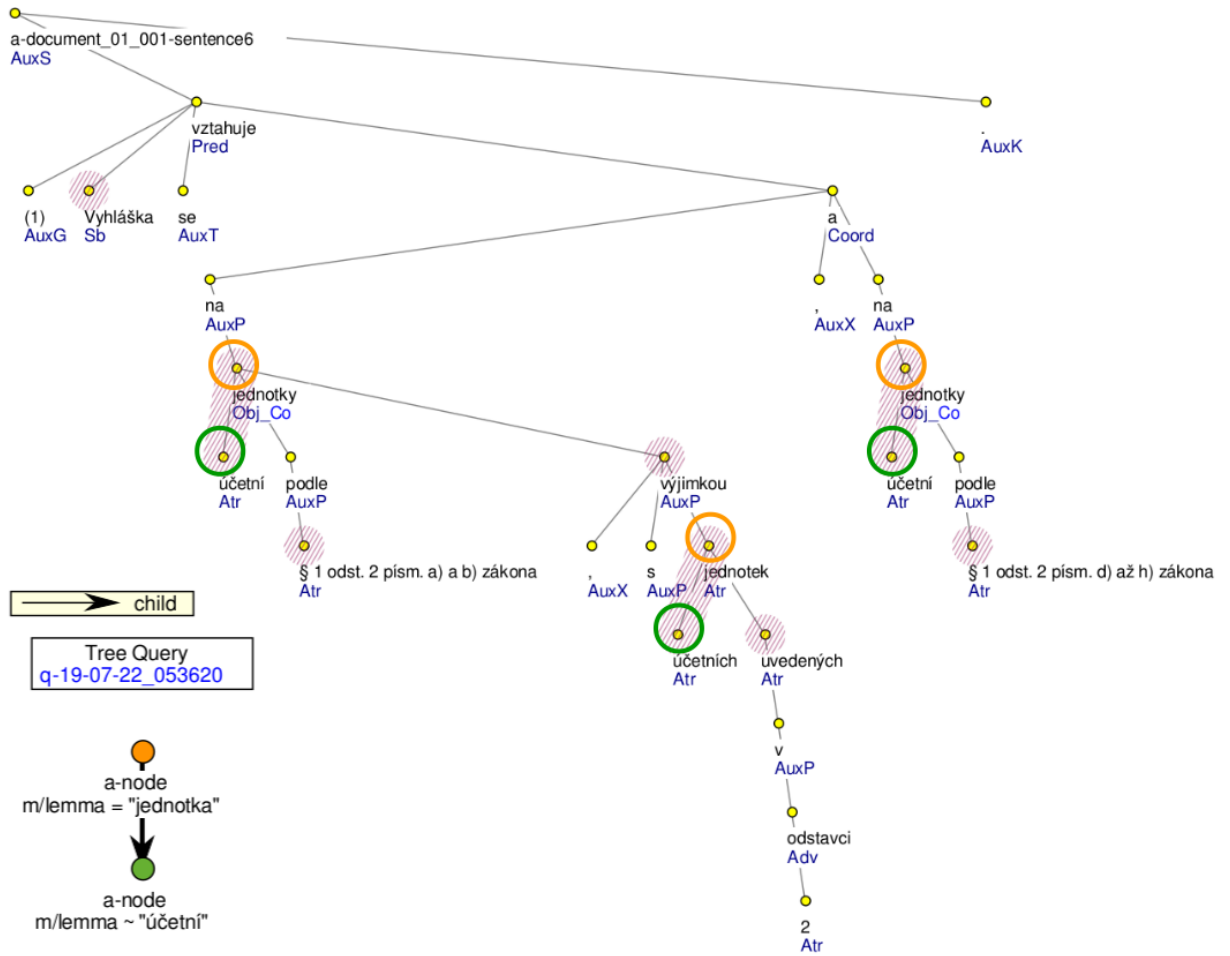 a-document_01_001-sentence6
AuxS
vztahuje
Pred
.
AuxK
(1)
AuxG
Vyhláška
Sb
se
AuxT
a
Coord
na
AuxP
,
AuxX
na
AuxP
jednotky
Obj_Co
jednotky
Obj_Co
účetní
Atr
podle
AuxP
výjimkou
AuxP
účetní
Atr
podle
AuxP
§ 1 odst. 2 písm. a) a b) zákona
Atr
,
AuxX
s
AuxP
jednotek
Atr
§ 1 odst. 2 písm. d) až h) zákona
Atr
child
účetních
Atr
uvedených
Atr
Tree Query
q-19-07-22_053620
v
AuxP
a-node
m/lemma = "jednotka"
odstavci
Adv
a-node
m/lemma ~ "účetní"
2
Atr